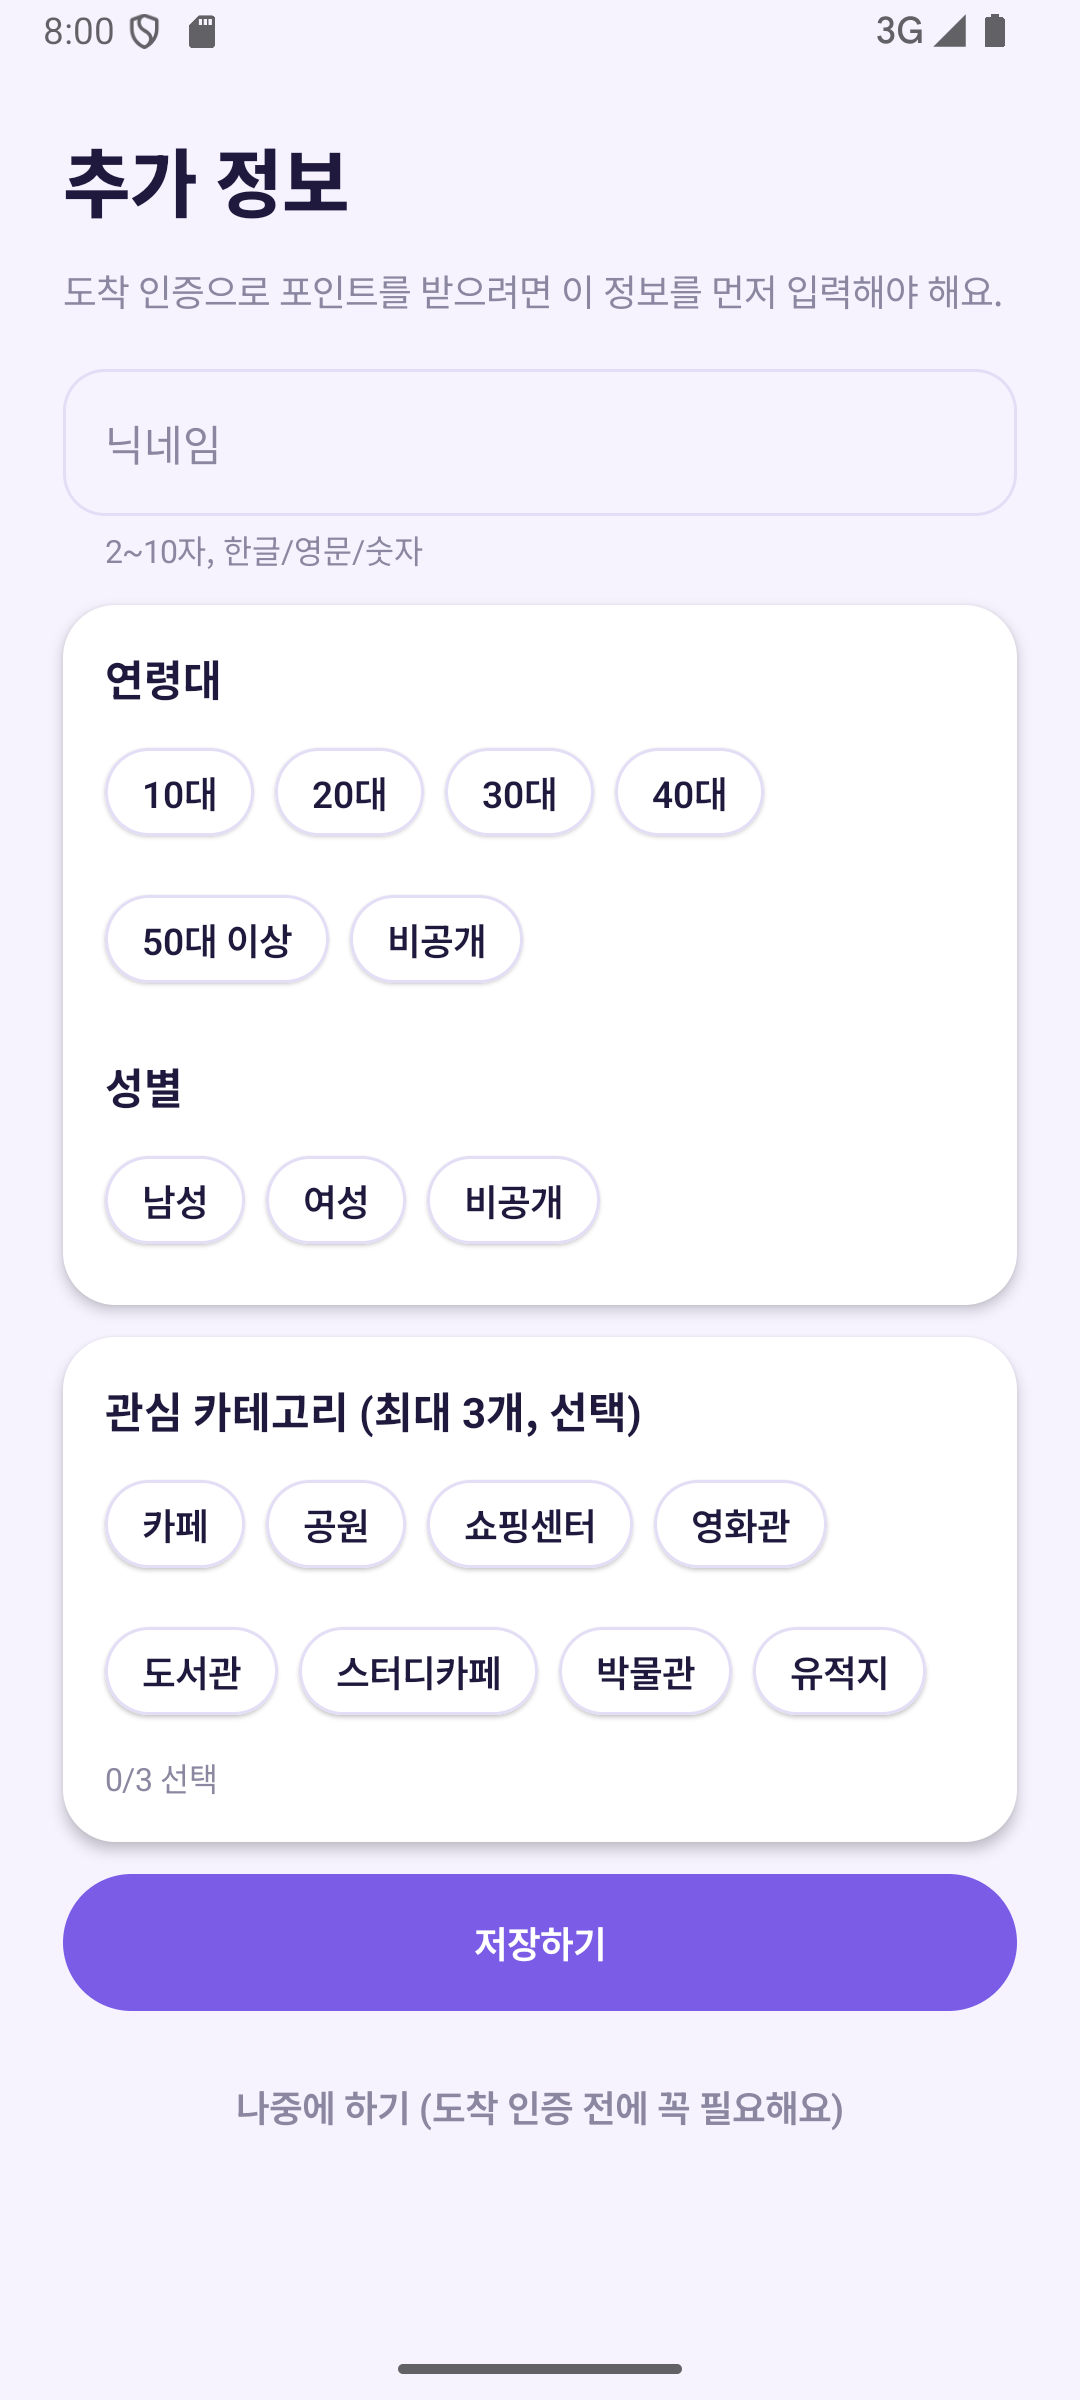 8:00 3G
추가 정보
도착 인증으로 포인트를 받으려면 이 정보를 먼저 입력해야 해요.
닉네임
2~10자, 한글/영문/숫자
연령대
10대 20대 30대 40대
50대 이상 비공개
성별
남성 여성 비공개
관심 카테고리 (최대 3개, 선택)
카페 공원 쇼핑센터 영화관
도서관 스터디카페 박물관 유적지
0/3 선택
저장하기
나중에 하기 (도착 인증 전에 꼭 필요해요)